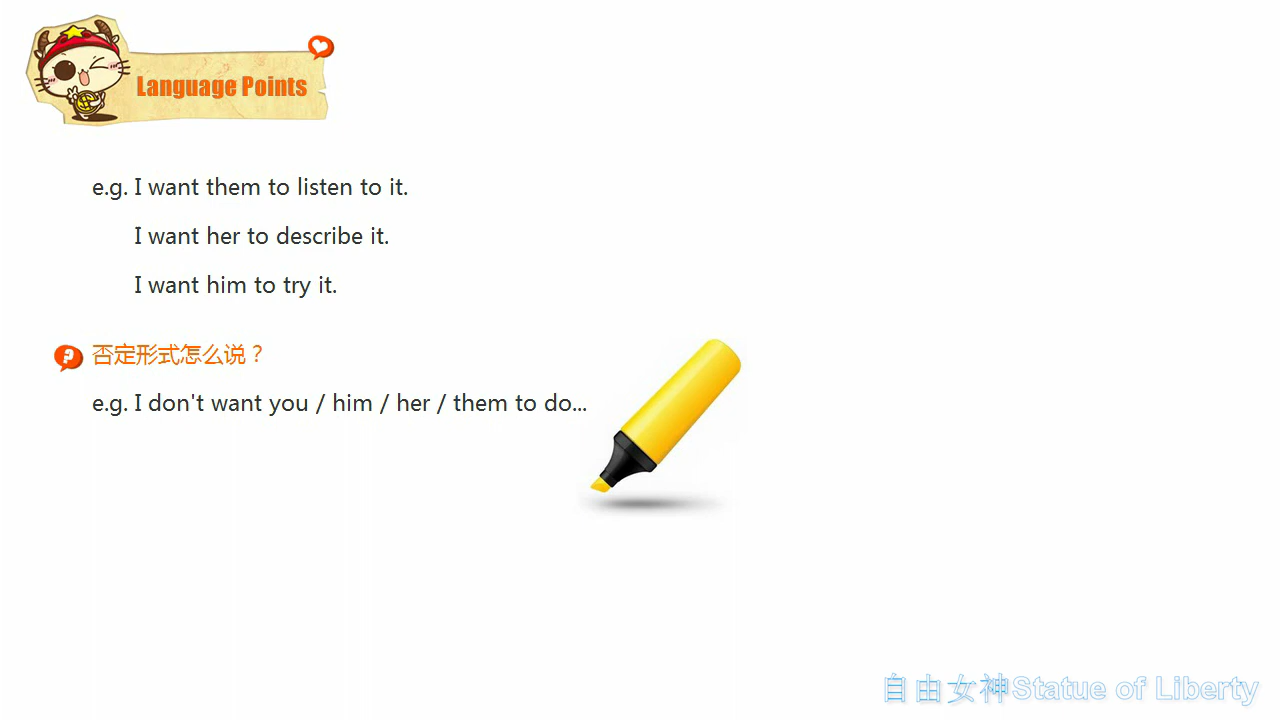 Language Points
e.g. I want them to listen to it.
I want her to describe it.
I want him to try it.
否定形式怎么说？
e.g. I don't want you / him / her / them to do...
自由女神Statue of Liberty